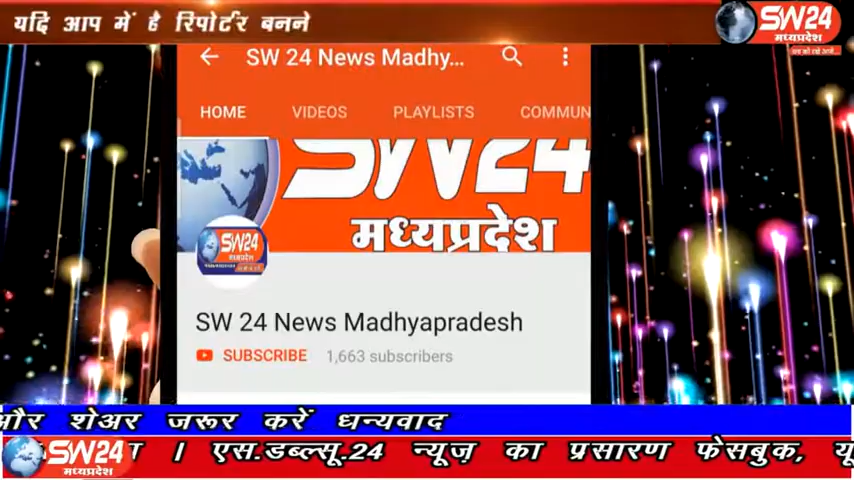 यदि आप में है रिपोर्टर बनने
SW24
मध्यप्रदेश
SW 24 News Madhy...
HOME VIDEOS PLAYLISTS COMMUN
SW24
मध्यप्रदेश
SW24
मध्यप्रदेश
SW 24 News Madhyapradesh
SUBSCRIBE 1,663 subscribers
और शेअर जरूर करें धन्यवाद
SW24
मध्यप्रदेश
। एस.डब्ल्सू.24 न्यूज़ का प्रसारण फेसबुक, यू